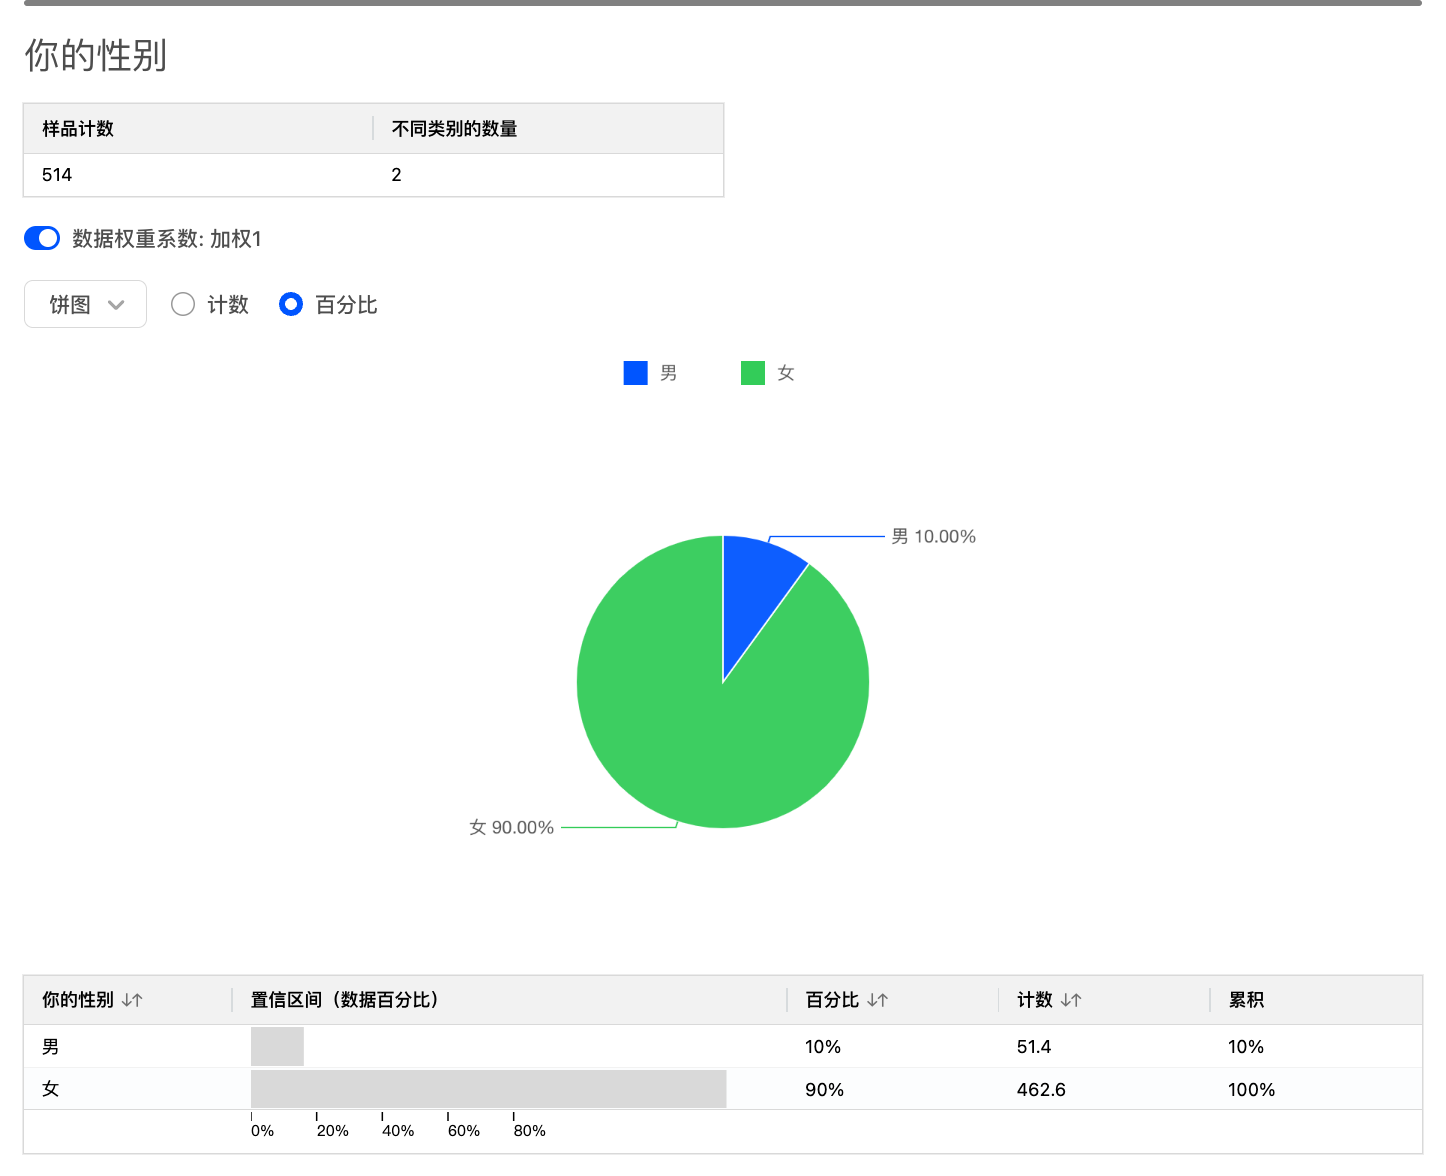 你的性别
样品计数 不同类别的数量
514 2
数据权重系数: 加权1
饼图 计数 百分比
男 女
男 10.00%
女 90.00%
你的性别 置信区间（数据百分比） 百分比 计数 累积
男 10% 51.4 10%
女 90% 462.6 100%
0% 20% 40% 60% 80%